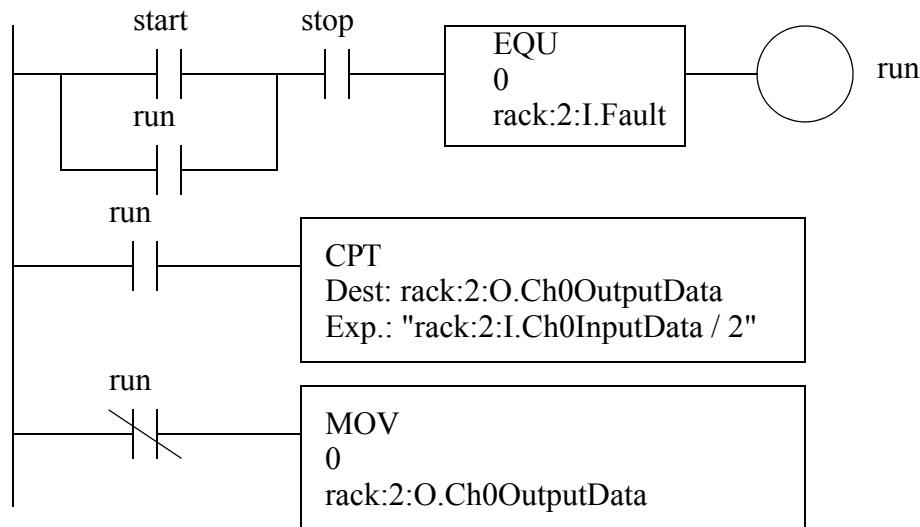 start stop
EQU
0
rack:2:I.Fault
run
run
run
CPT
Dest: rack:2:O.Ch0OutputData
Exp.: "rack:2:I.Ch0InputData / 2"
run
MOV
0
rack:2:O.Ch0OutputData